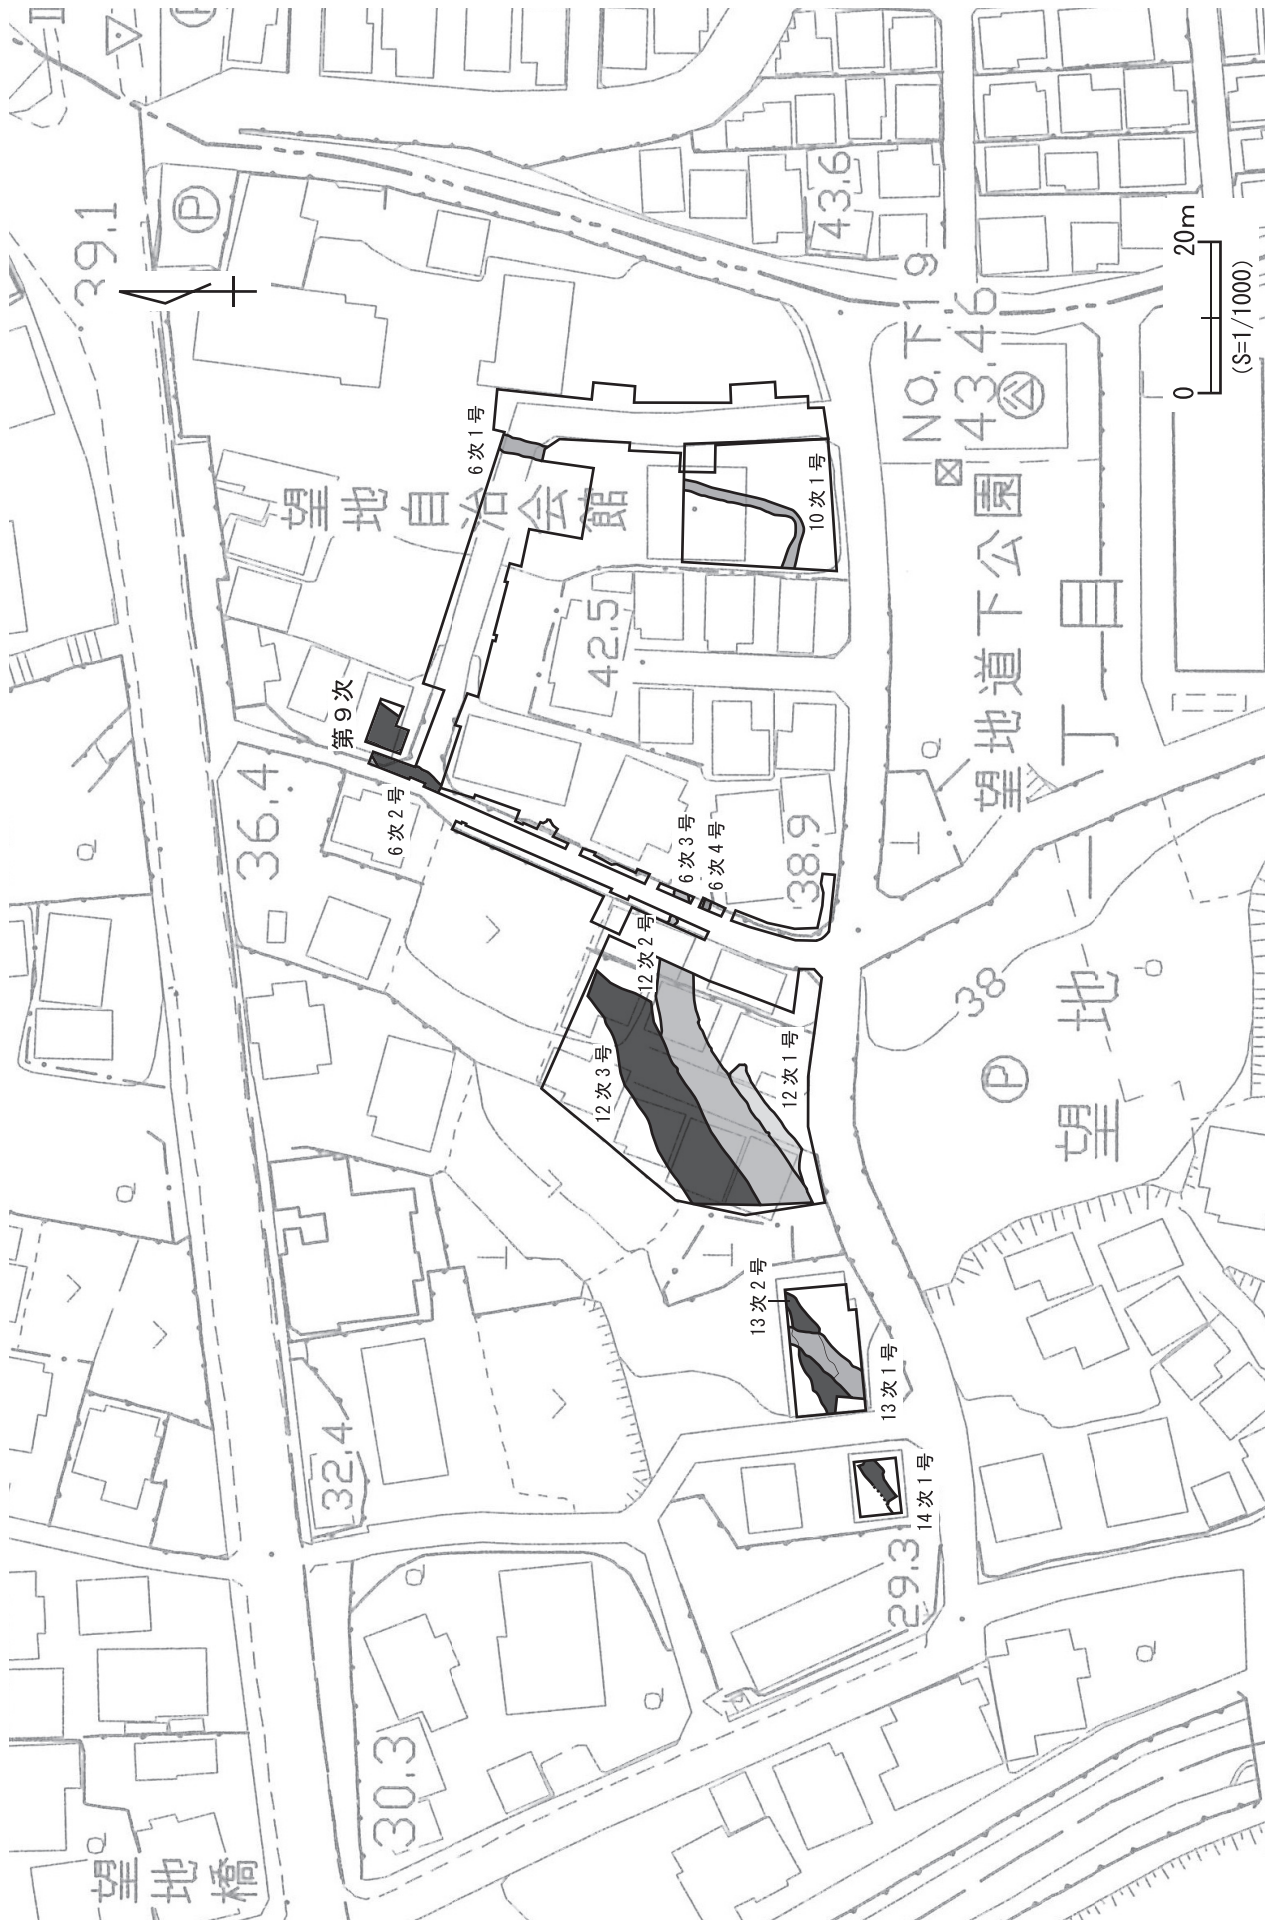 39.1
P
43.6
NO.下19
43.46
20m
0
(S=1/1000)
望地自治会館
6次1号
10次1号
42.5
望地道下公園
一丁目
第9次
6次2号
36.4
6次3号
6次4号
38.9
12次2号
12次3号
12次1号
38
望地
P
13次2号
13次1号
32.4
14次1号
29.3
30.3
望地橋